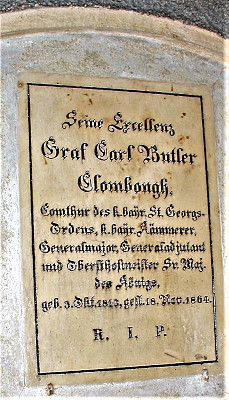 Seine Excellenz
Graf Carl Butler
Clombough,
Comthur des k. bayr. St. Georgs-
Ordens, k. bayr. Kämmerer,
Generalmajor, Generaladjutant
und Obersthofmeister Sr. Maj.
des Königs,
geb. 3. Okt. 1813, gest. 18. Nov. 1864.
R. I. P.